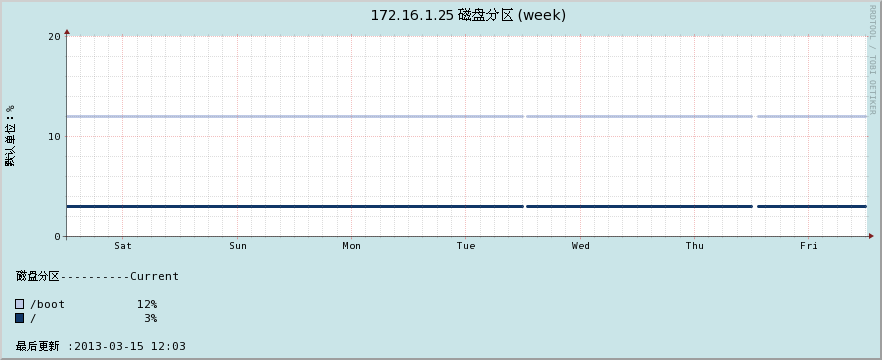 172.16.1.25 磁盘分区 (week)
RRDTOOL / TOBI OETIKER
默认单位：%
20
10
0
Sat Sun Mon Tue Wed Thu Fri
磁盘分区----------Current
/boot 12%
/ 3%
最后更新 :2013-03-15 12:03